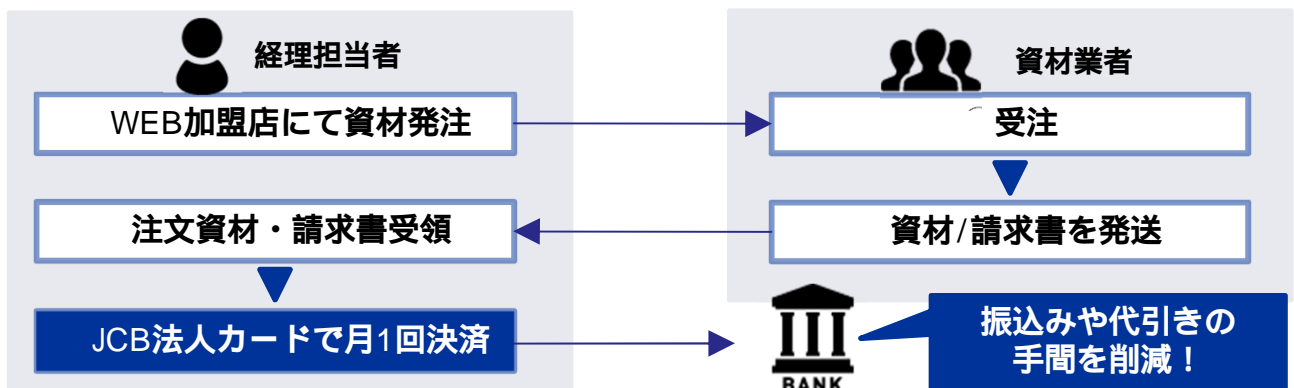 経理担当者
資材業者
WEB加盟店にて資材発注
受注
注文資材・請求書受領
資材/請求書を発送
JCB法人カードで月1回決済
BANK
振込みや代引きの
手間を削減！